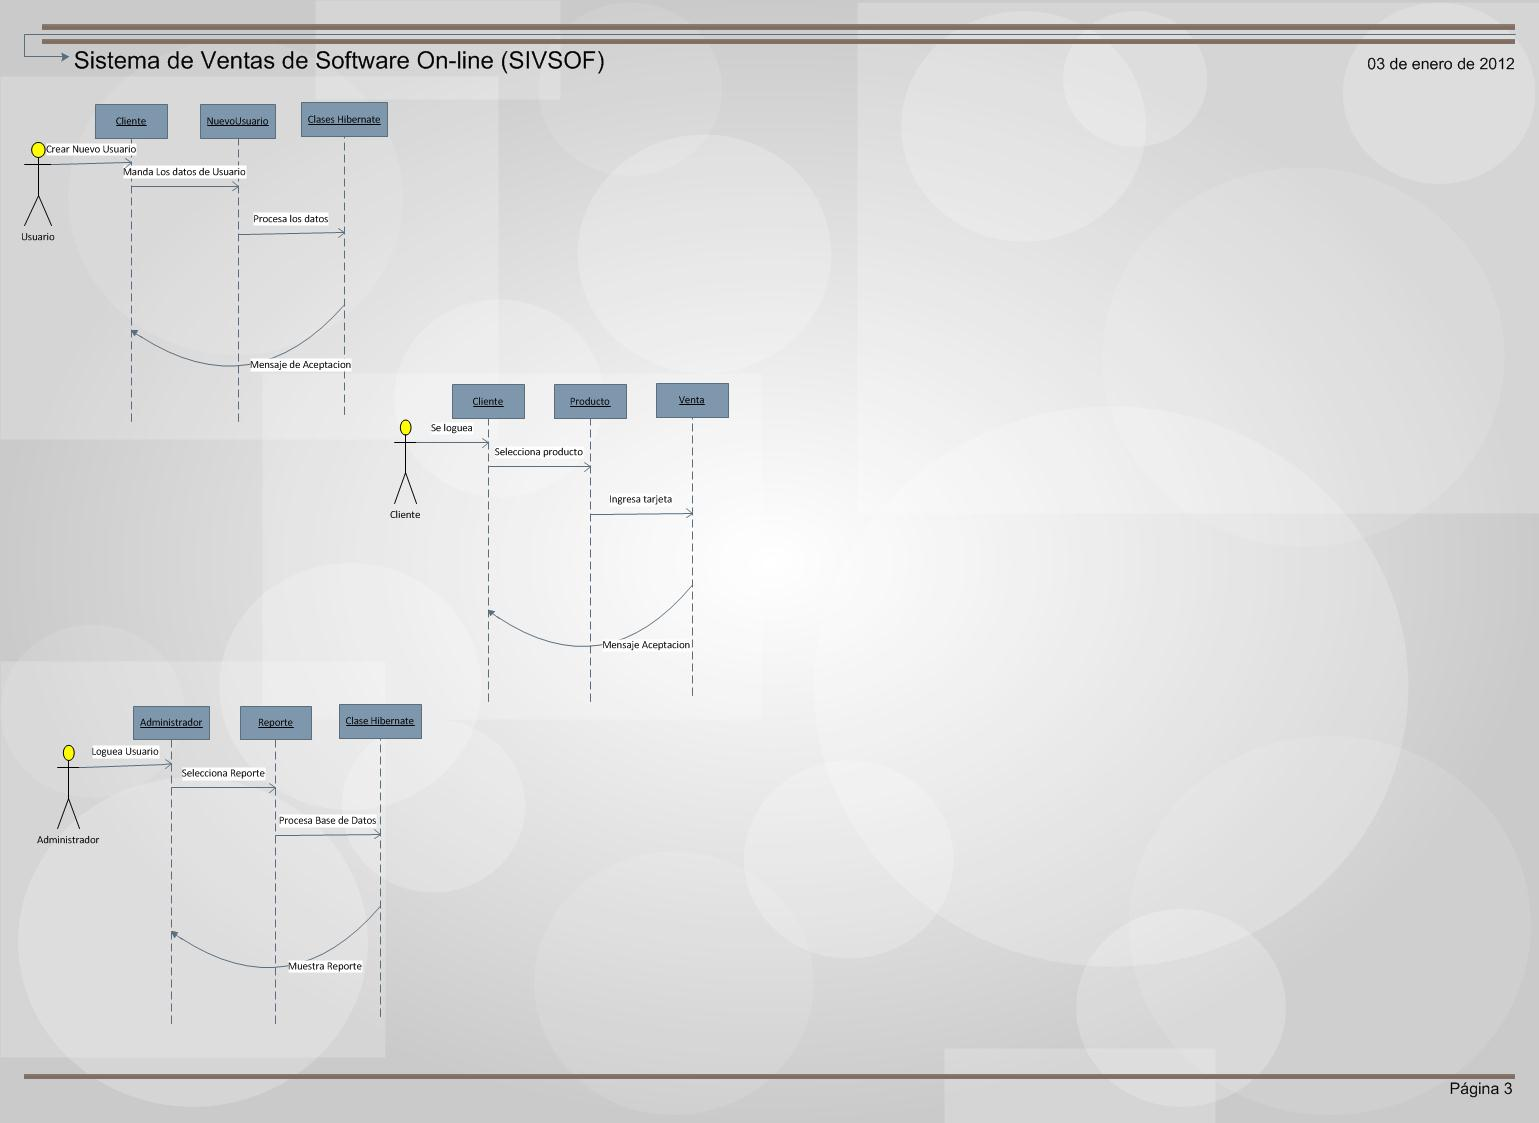 Sistema de Ventas de Software On-line (SIVSOF)
03 de enero de 2012
Cliente
NuevoUsuario
Clases Hibernate
Crear Nuevo Usuario
Manda Los datos de Usuario
Procesa los datos
Usuario
Mensaje de Aceptacion
Cliente
Producto
Venta
Se loguea
Selecciona producto
Ingresa tarjeta
Cliente
Mensaje Aceptacion
Administrador
Reporte
Clase Hibernate
Loguea Usuario
Selecciona Reporte
Procesa Base de Datos
Administrador
Muestra Reporte
Página 3